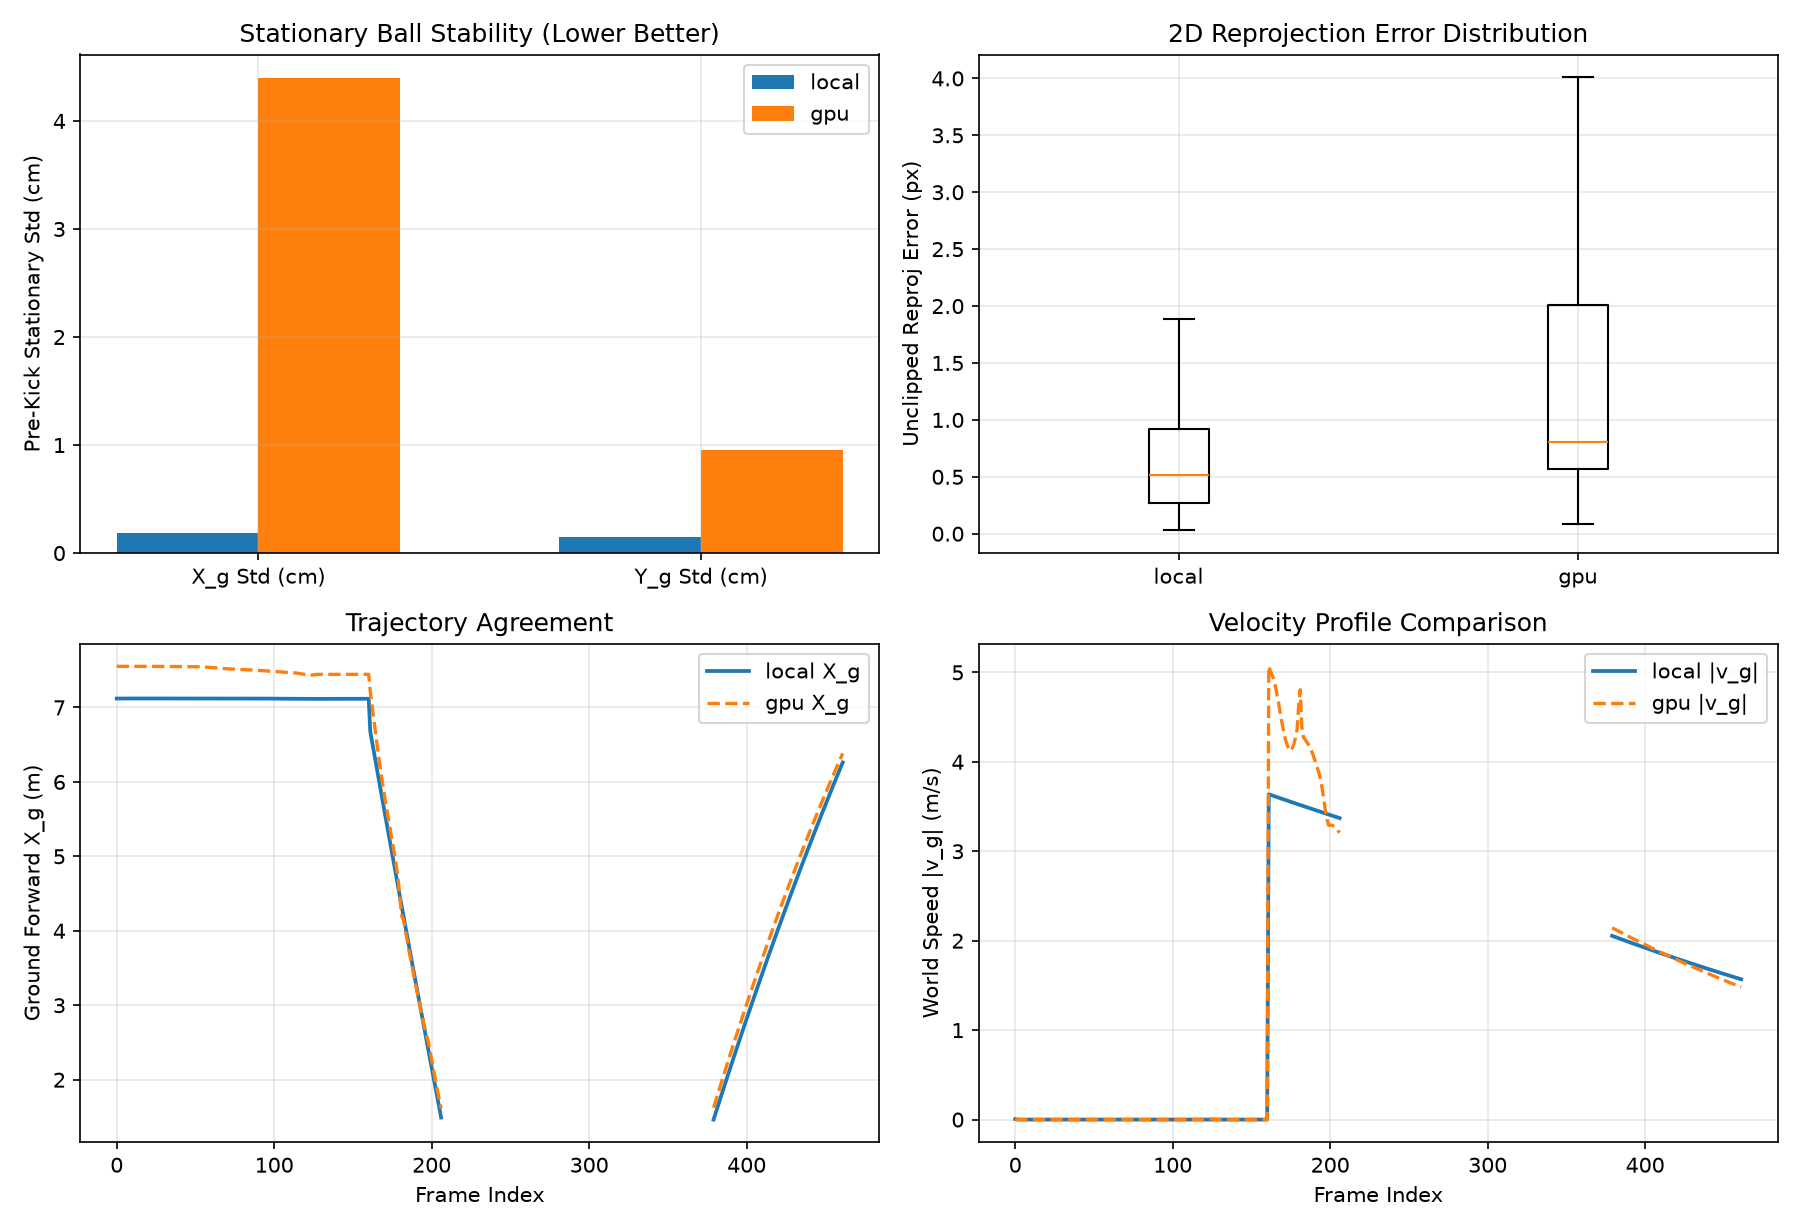 Stationary Ball Stability (Lower Better)
Pre-Kick Stationary Std (cm)
4
3
2
1
0
X_g Std (cm)
Y_g Std (cm)
local
gpu
2D Reprojection Error Distribution
Unclipped Reproj Error (px)
4.0
3.5
3.0
2.5
2.0
1.5
1.0
0.5
0.0
local
gpu
Trajectory Agreement
Ground Forward X_g (m)
7
6
5
4
3
2
0
100
200
300
400
Frame Index
local X_g
gpu X_g
Velocity Profile Comparison
World Speed |v_g| (m/s)
5
4
3
2
1
0
0
100
200
300
400
Frame Index
local |v_g|
gpu |v_g|